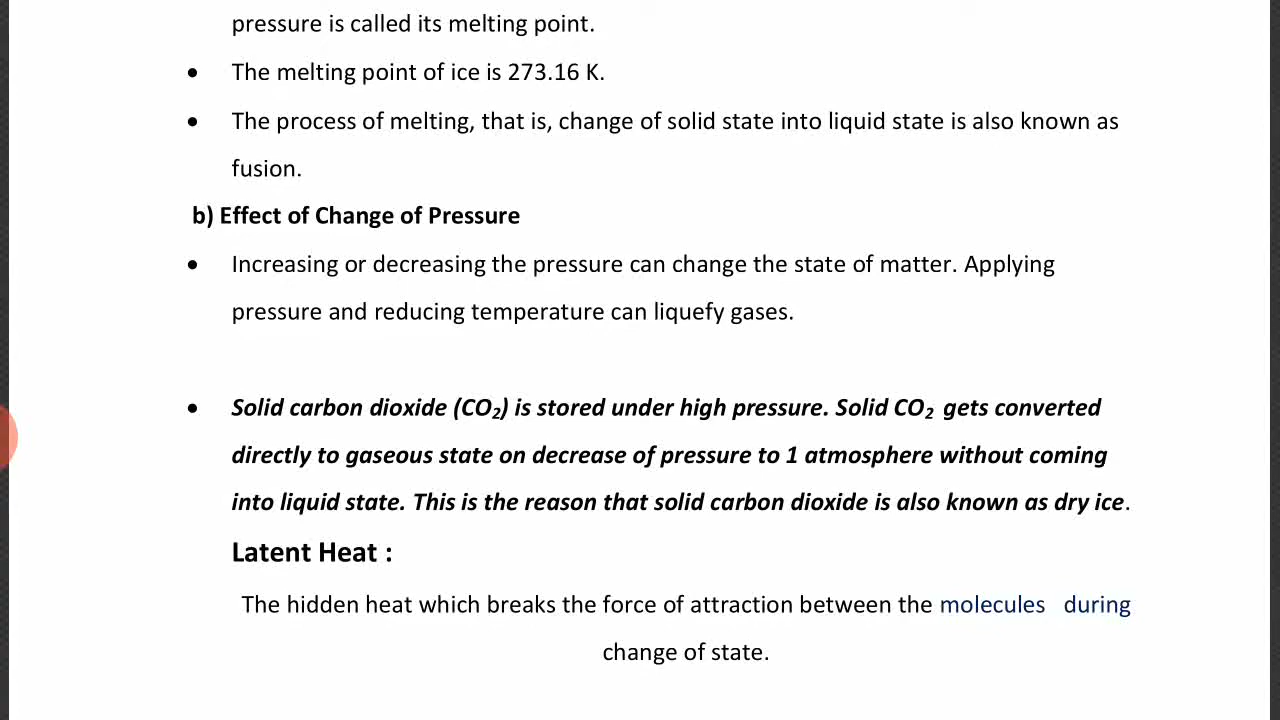 pressure is called its melting point.
• The melting point of ice is 273.16 K.
• The process of melting, that is, change of solid state into liquid state is also known as
fusion.
b) Effect of Change of Pressure
• Increasing or decreasing the pressure can change the state of matter. Applying
pressure and reducing temperature can liquefy gases.
• Solid carbon dioxide (CO₂) is stored under high pressure. Solid CO₂ gets converted
directly to gaseous state on decrease of pressure to 1 atmosphere without coming
into liquid state. This is the reason that solid carbon dioxide is also known as dry ice.
Latent Heat :
The hidden heat which breaks the force of attraction between the molecules during
change of state.